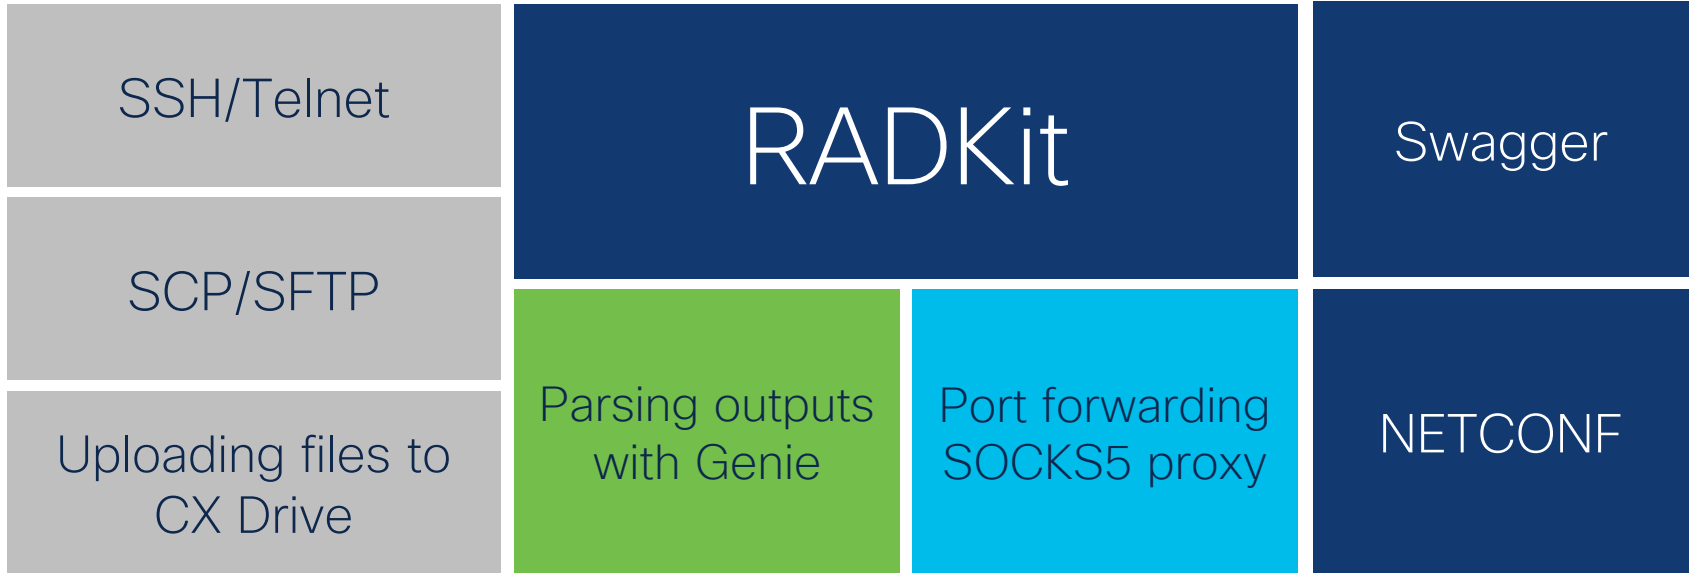 SSH/Telnet
SCP/SFTP
Uploading files to
CX Drive
RADKit
Parsing outputs
with Genie
Port forwarding
SOCKS5 proxy
Swagger
NETCONF